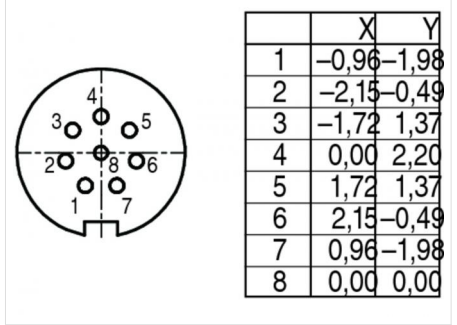 4
3 5
2 8 6
1 7
X Y
1 –0,96 –1,98
2 –2,15 –0,49
3 –1,72 1,37
4 0,00 2,20
5 1,72 1,37
6 2,15 –0,49
7 0,96 –1,98
8 0,00 0,00